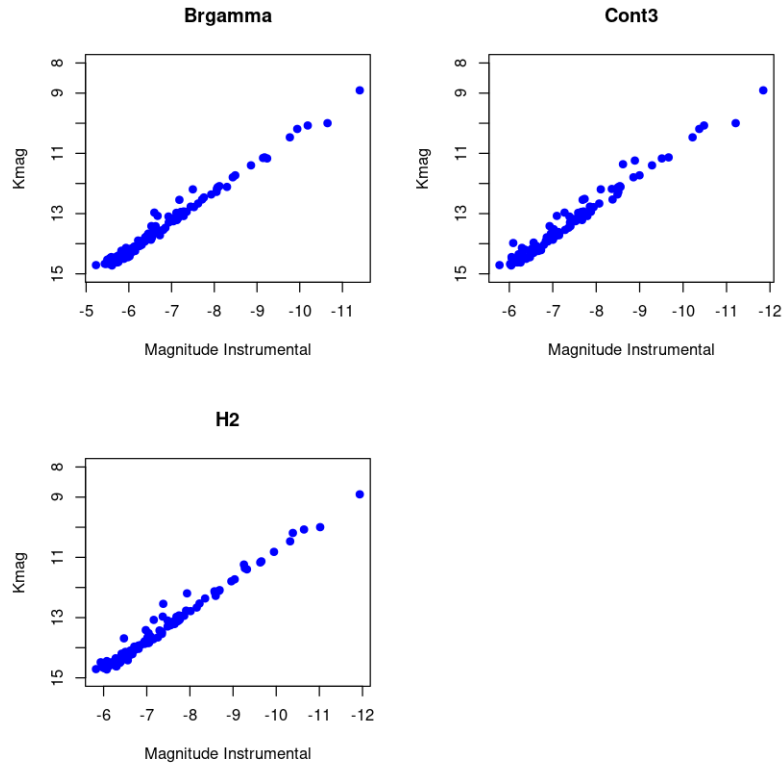 Brgamma
8
9
11
13
15
Kmag
-5 -6 -7 -8 -9 -10 -11
Magnitude Instrumental
Cont3
8
9
11
13
15
Kmag
-6 -7 -8 -9 -10 -11 -12
Magnitude Instrumental
H2
8
9
11
13
15
Kmag
-6 -7 -8 -9 -10 -11 -12
Magnitude Instrumental